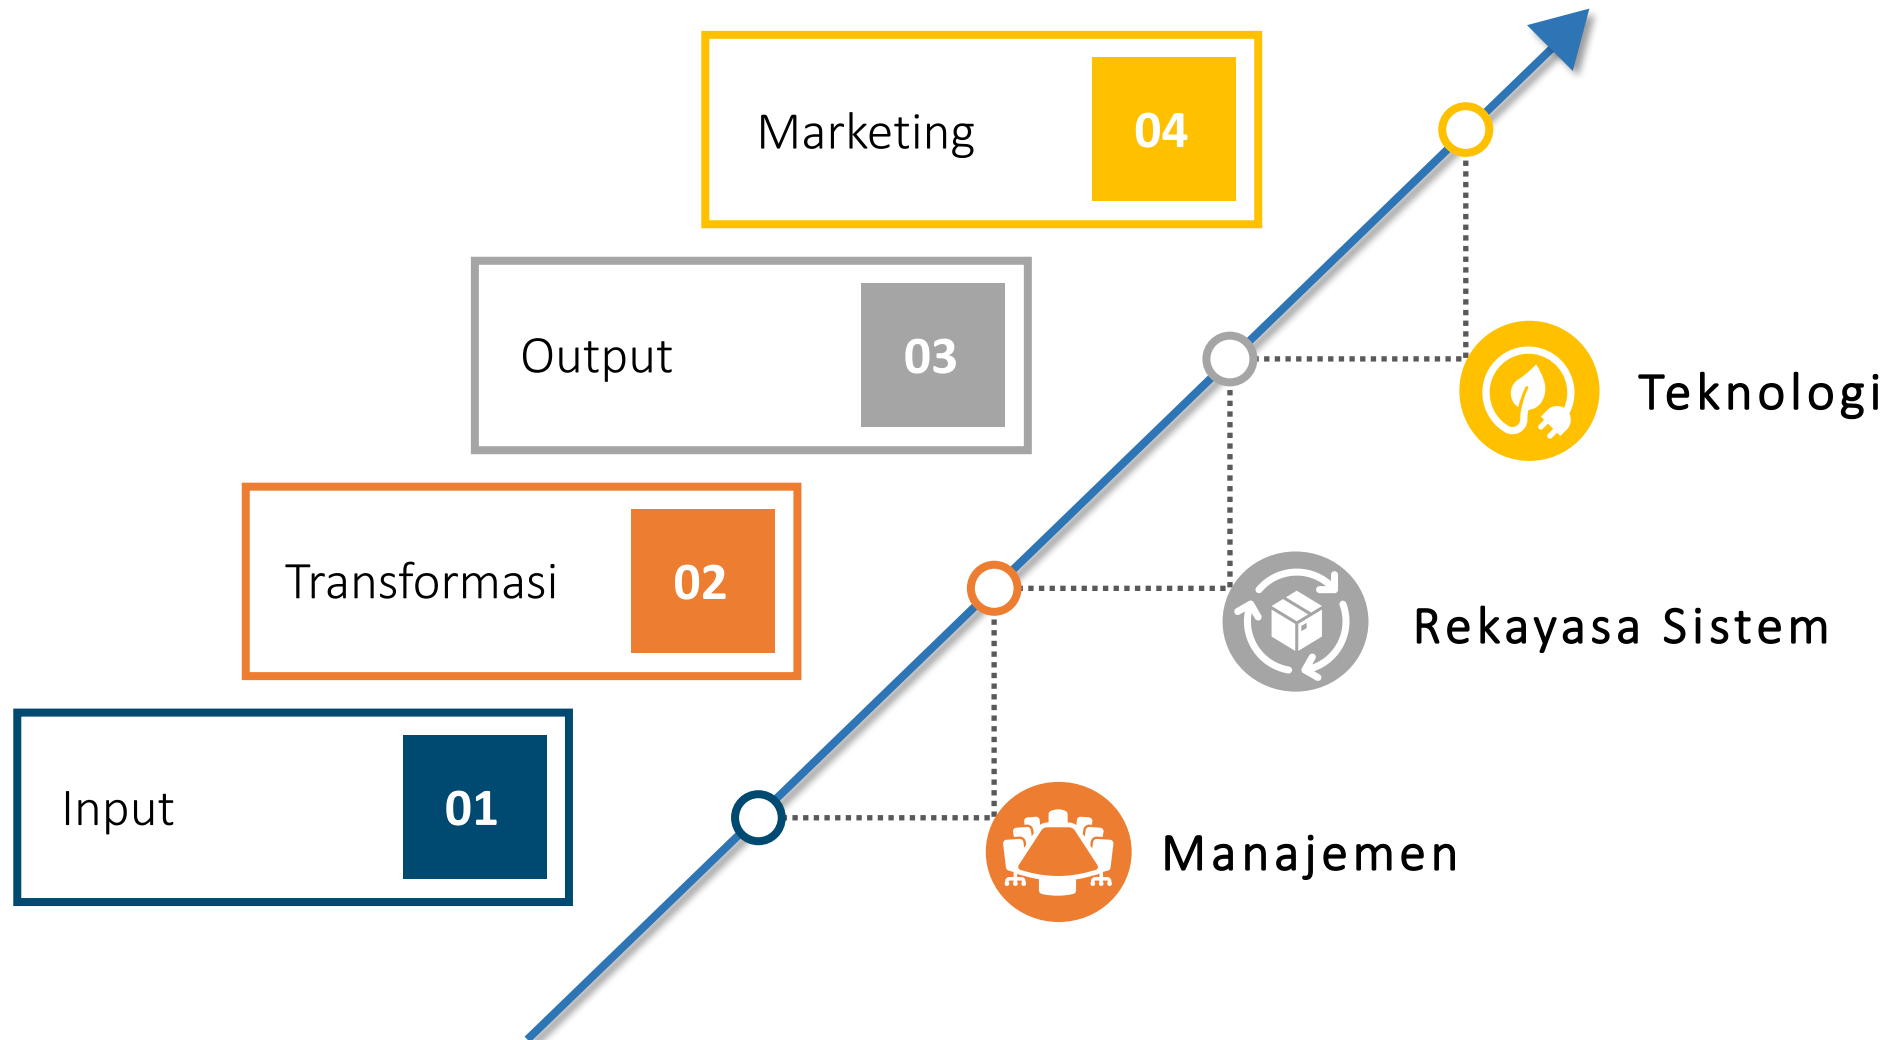 Marketing
04
Output
03
Teknologi
Transformasi
02
Rekayasa Sistem
Input
01
Manajemen